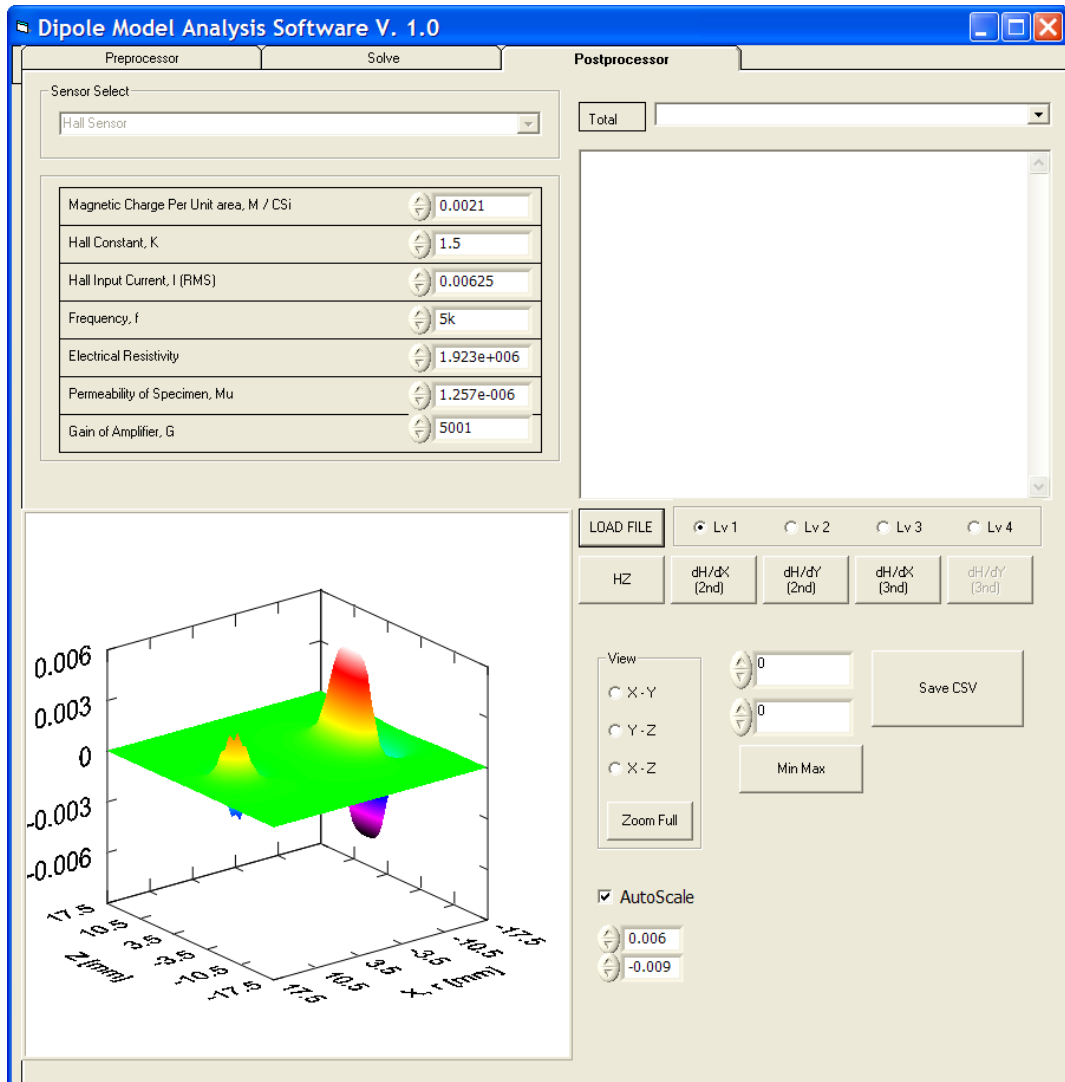 Dipole Model Analysis Software V. 1.0
Preprocessor
Solve
Postprocessor
Sensor Select
Hall Sensor
Total
Magnetic Charge Per Unit area, M / CSi
0.0021
Hall Constant, K
1.5
Hall Input Current, I (RMS)
0.00625
Frequency, f
5k
Electrical Resistivity
1.923e+006
Permeability of Specimen, Mu
1.257e-006
Gain of Amplifier, G
5001
LOAD FILE
Lv 1
Lv 2
Lv 3
Lv 4
HZ
dH/dX
(2nd)
dH/dY
(2nd)
dH/dX
(3nd)
dH/dY
(3nd)
0.006
0.003
0
-0.003
-0.006
17.5
10.5
3.5
-3.5
-10.5
-17.5
Z [mm]
17.5
10.5
3.5
-3.5
-10.5
-17.5
X, r [mm]
View
X - Y
Y - Z
X - Z
Zoom Full
0
0
Save CSV
Min Max
AutoScale
0.006
-0.009